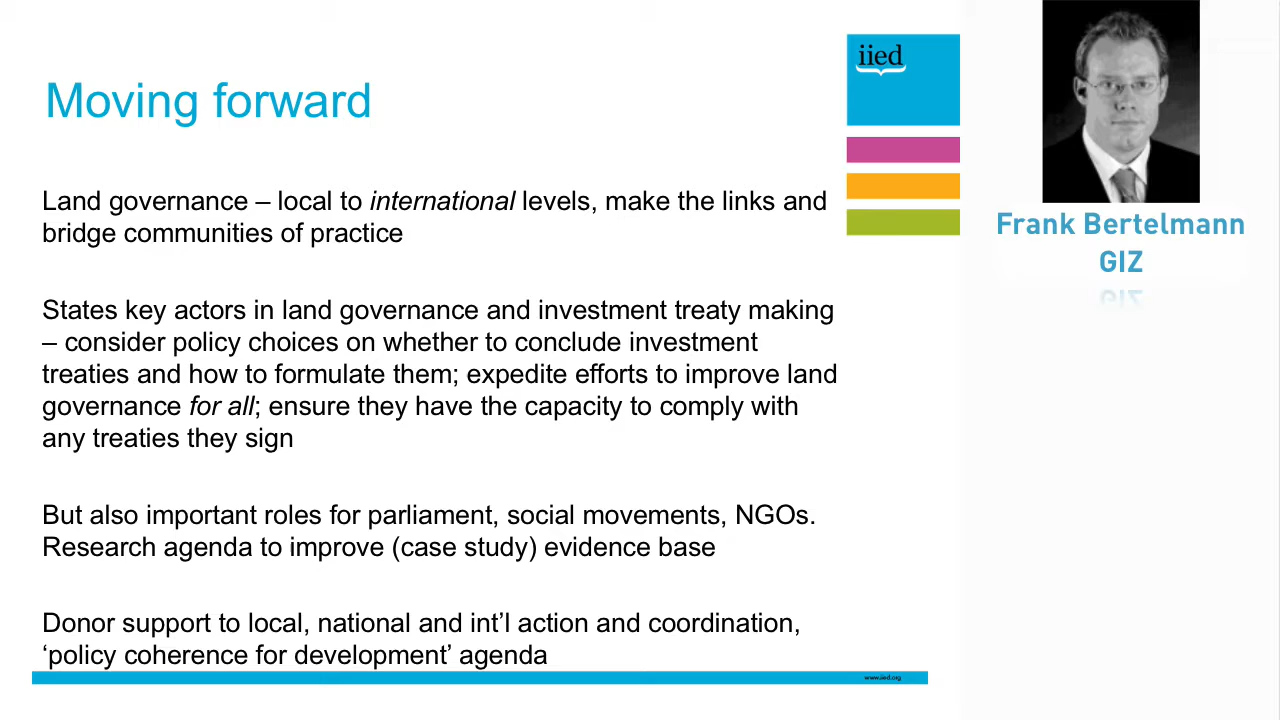 iied
Moving forward
Land governance – local to international levels, make the links and
bridge communities of practice
States key actors in land governance and investment treaty making
– consider policy choices on whether to conclude investment
treaties and how to formulate them; expedite efforts to improve land
governance for all; ensure they have the capacity to comply with
any treaties they sign
But also important roles for parliament, social movements, NGOs.
Research agenda to improve (case study) evidence base
Donor support to local, national and int’l action and coordination,
‘policy coherence for development’ agenda
www.iied.org
Frank Bertelmann
GIZ